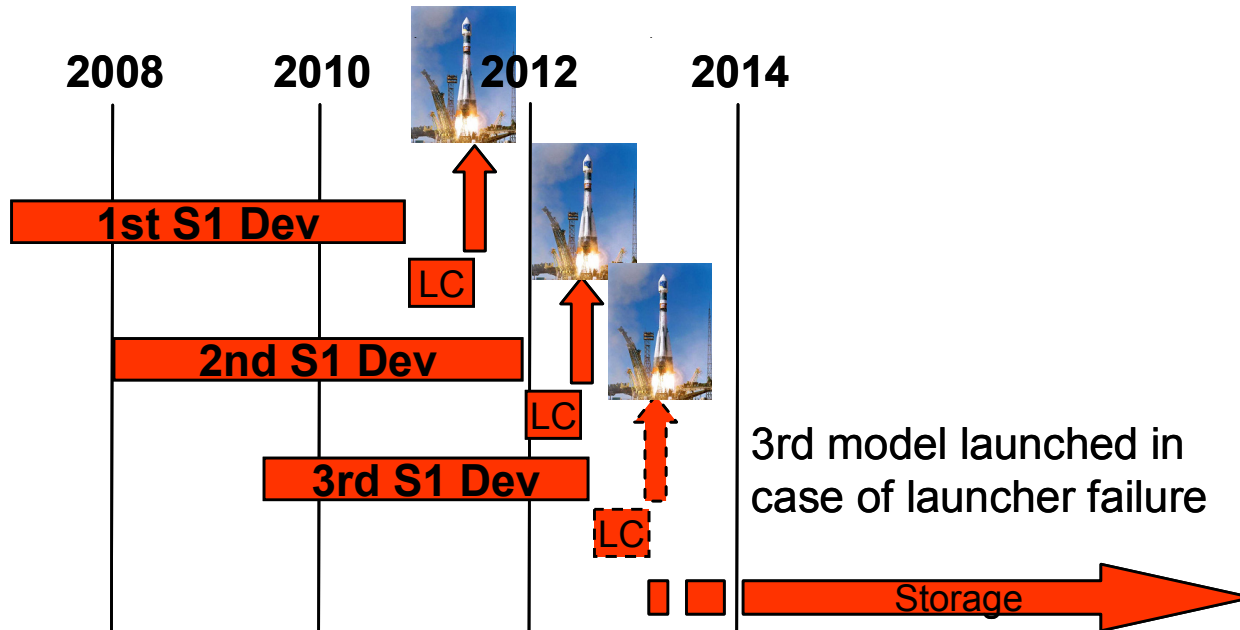 2008
2010
2012
2014
1st S1 Dev
LC
2nd S1 Dev
LC
3rd S1 Dev
LC
3rd model launched in
case of launcher failure
Storage